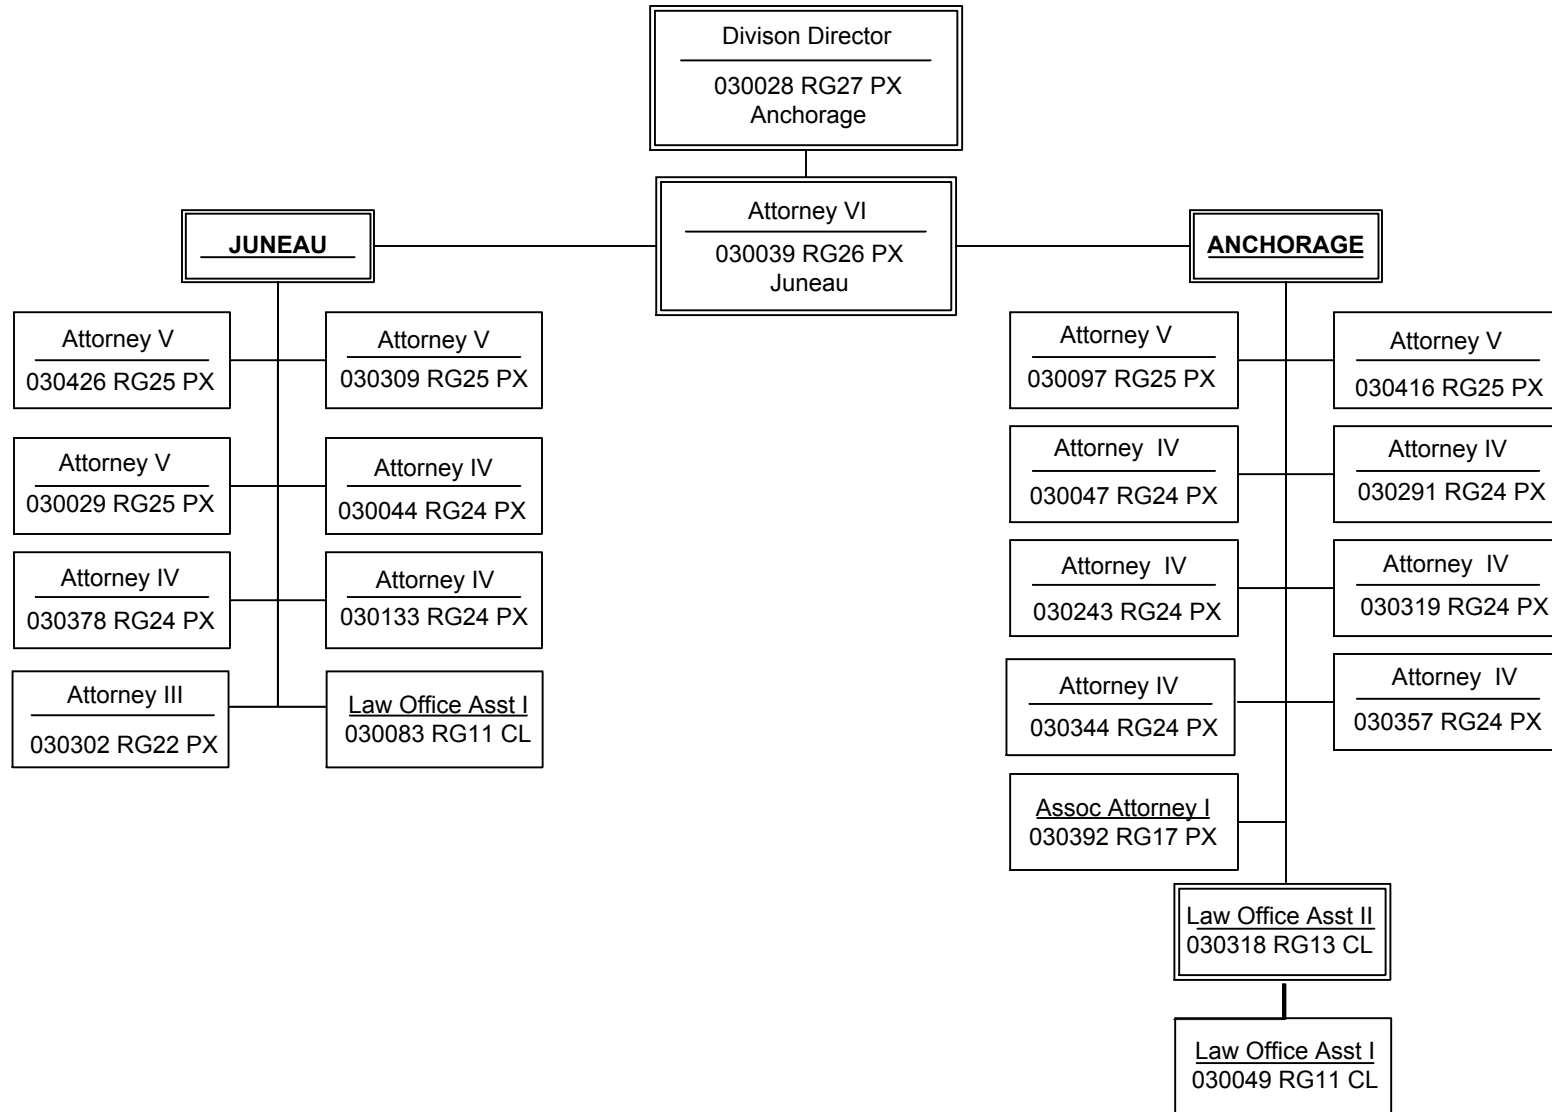 Divison Director
030028 RG27 PX
Anchorage
Attorney VI
030039 RG26 PX
Juneau
JUNEAU
Attorney V
030426 RG25 PX
Attorney V
030309 RG25 PX
Attorney V
030029 RG25 PX
Attorney IV
030044 RG24 PX
Attorney IV
030378 RG24 PX
Attorney IV
030133 RG24 PX
Attorney III
030302 RG22 PX
Law Office Asst I
030083 RG11 CL
ANCHORAGE
Attorney V
030097 RG25 PX
Attorney V
030416 RG25 PX
Attorney IV
030047 RG24 PX
Attorney IV
030291 RG24 PX
Attorney IV
030243 RG24 PX
Attorney IV
030319 RG24 PX
Attorney IV
030344 RG24 PX
Attorney IV
030357 RG24 PX
Assoc Attorney I
030392 RG17 PX
Law Office Asst II
030318 RG13 CL
Law Office Asst I
030049 RG11 CL